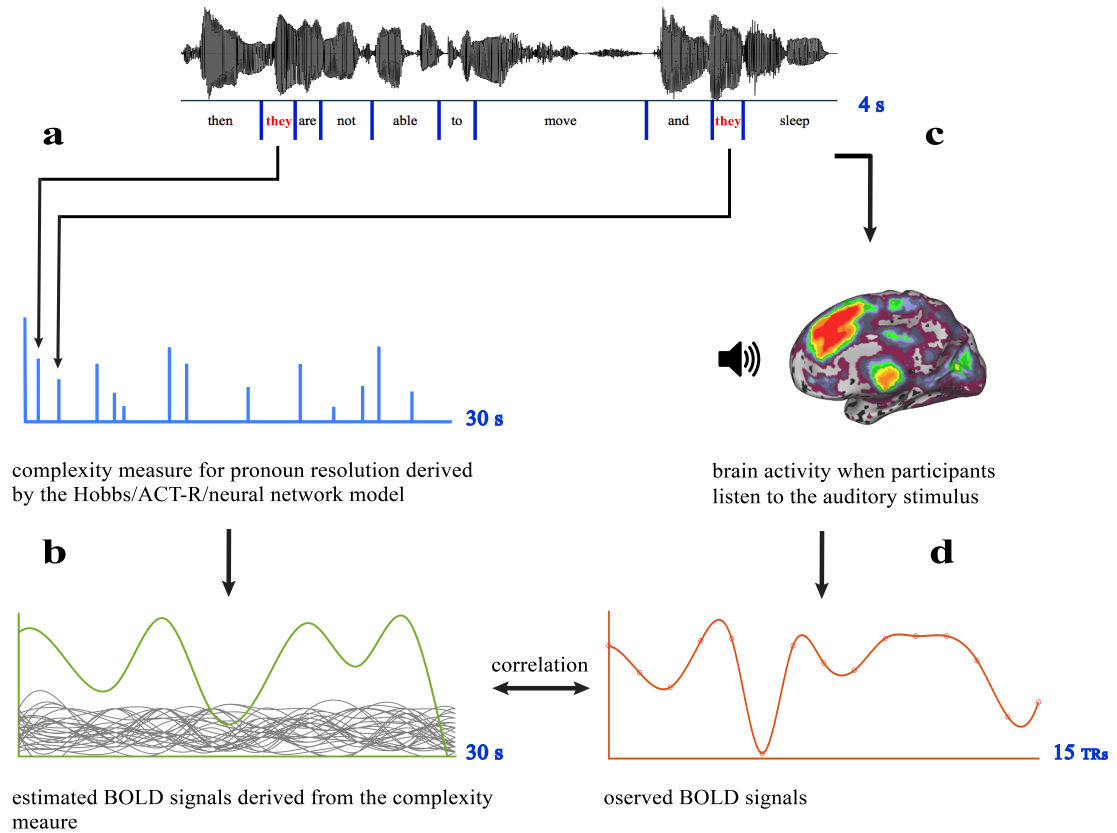 4 s
then they are not able to move and they sleep
a
c
30 s
complexity measure for pronoun resolution derived
by the Hobbs/ACT-R/neural network model
brain activity when participants
listen to the auditory stimulus
b
d
correlation
30 s
15 TRs
estimated BOLD signals derived from the complexity
meaure
oserved BOLD signals